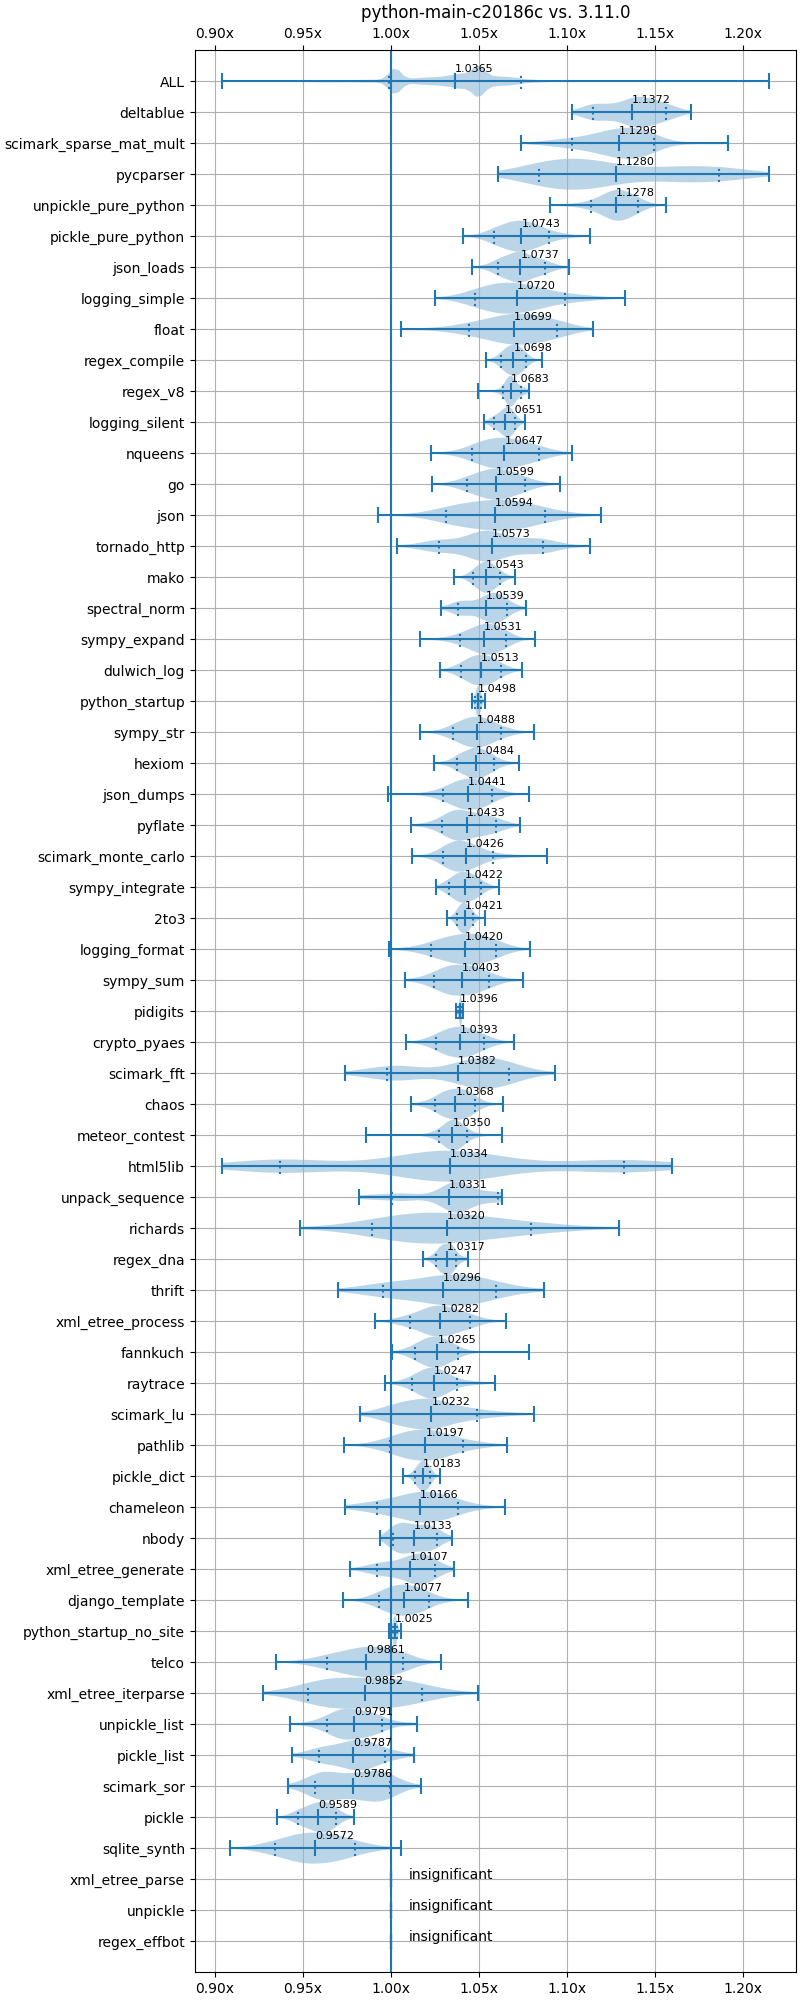 python-main-c20186c vs. 3.11.0
0.90x 0.95x 1.00x 1.05x 1.10x 1.15x 1.20x
ALL 1.0365
deltablue 1.1372
scimark_sparse_mat_mult 1.1296
pycparser 1.1280
unpickle_pure_python 1.1278
pickle_pure_python 1.0743
json_loads 1.0737
logging_simple 1.0720
float 1.0699
regex_compile 1.0698
regex_v8 1.0683
logging_silent 1.0651
nqueens 1.0647
go 1.0599
json 1.0594
tornado_http 1.0573
mako 1.0543
spectral_norm 1.0539
sympy_expand 1.0531
dulwich_log 1.0513
python_startup 1.0498
sympy_str 1.0488
hexiom 1.0484
json_dumps 1.0441
pyflate 1.0433
scimark_monte_carlo 1.0426
sympy_integrate 1.0422
2to3 1.0421
logging_format 1.0420
sympy_sum 1.0403
pidigits 1.0396
crypto_pyaes 1.0393
scimark_fft 1.0382
chaos 1.0368
meteor_contest 1.0350
html5lib 1.0334
unpack_sequence 1.0331
richards 1.0320
regex_dna 1.0317
thrift 1.0296
xml_etree_process 1.0282
fannkuch 1.0265
raytrace 1.0247
scimark_lu 1.0232
pathlib 1.0197
pickle_dict 1.0183
chameleon 1.0166
nbody 1.0133
xml_etree_generate 1.0107
django_template 1.0077
python_startup_no_site 1.0025
telco 0.9861
xml_etree_iterparse 0.9852
unpickle_list 0.9791
pickle_list 0.9787
scimark_sor 0.9786
pickle 0.9589
sqlite_synth 0.9572
xml_etree_parse insignificant
unpickle insignificant
regex_effbot insignificant
0.90x 0.95x 1.00x 1.05x 1.10x 1.15x 1.20x